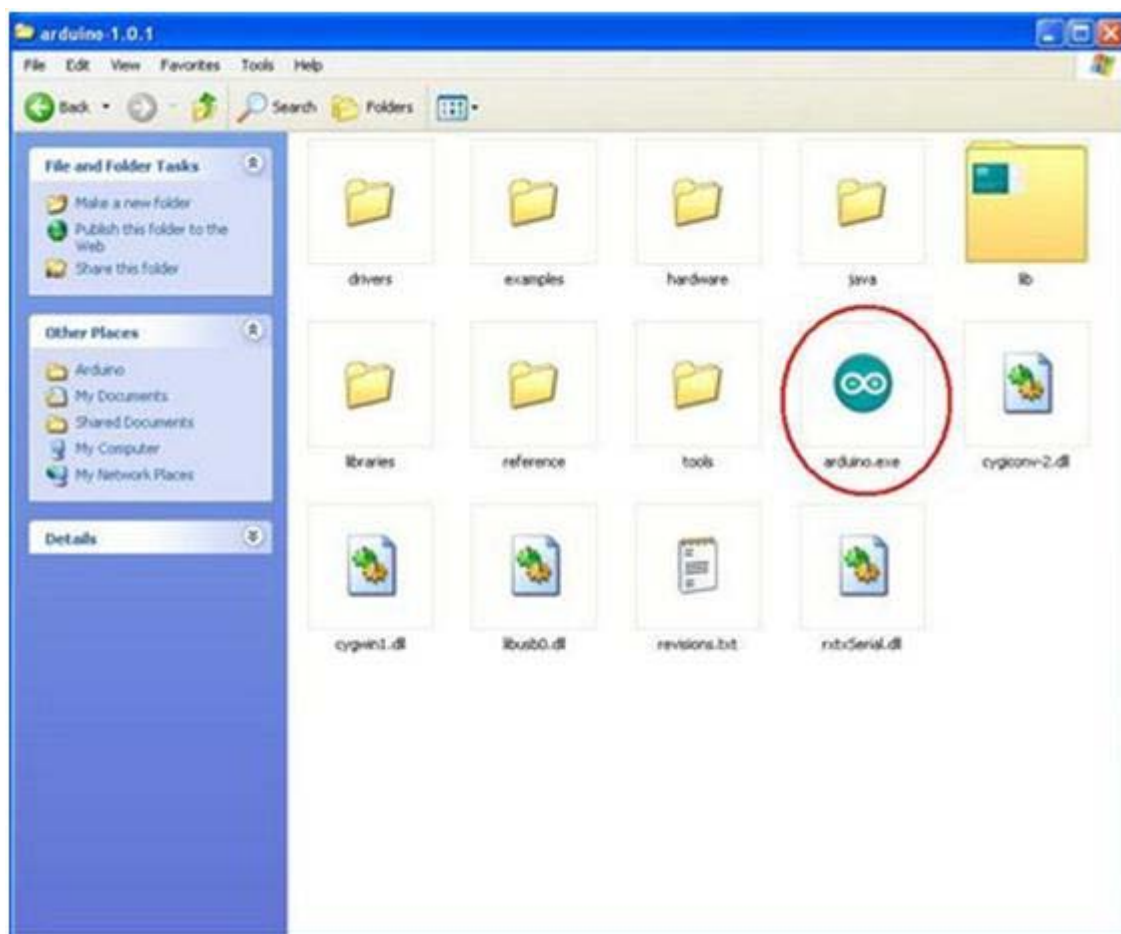 arduino-1.0.1
File Edit View Favorites Tools Help
Back Search Folders
File and Folder Tasks
Make a new folder
Publish this folder to the
Web
Share this folder
Other Places
Arduino
My Documents
Shared Documents
My Computer
My Network Places
Details
drivers examples hardware java lib
libraries reference tools arduino.exe cygiconv-2.dll
cygwin1.dll libusb0.dll revisions.txt rxtxSerial.dll